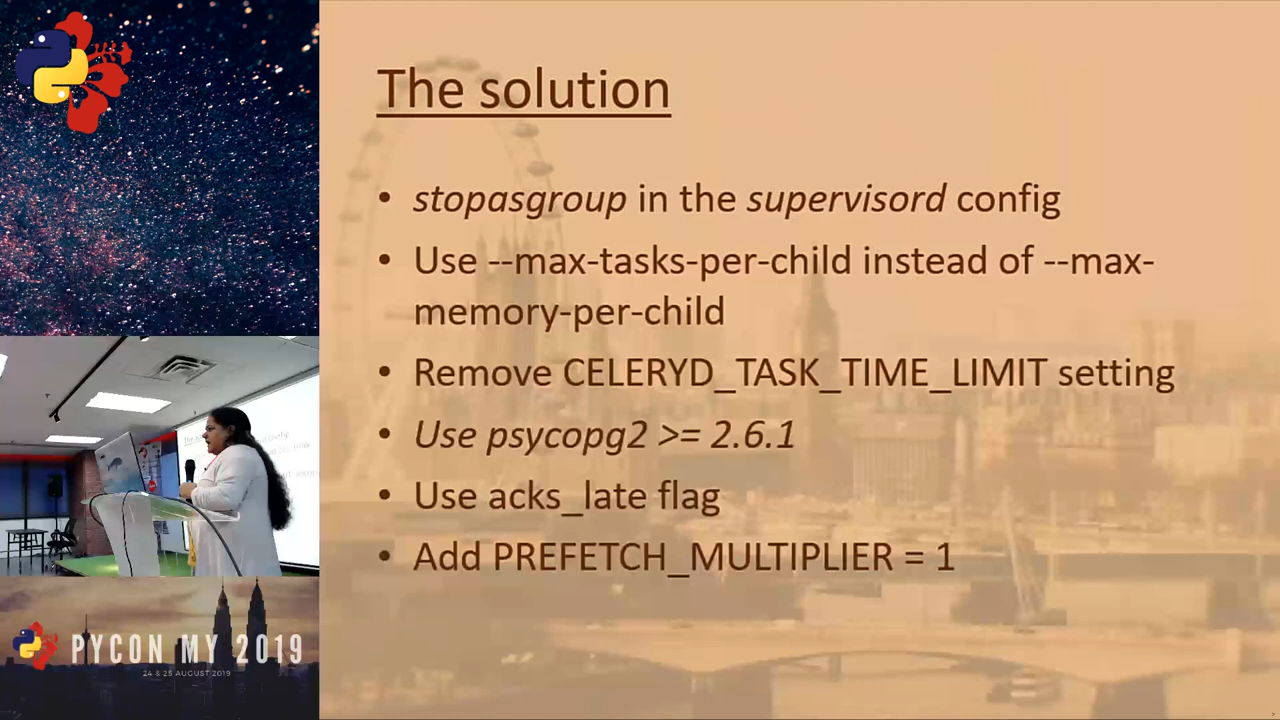 The solution
• stopasgroup in the supervisord config
• Use --max-tasks-per-child instead of --max-
memory-per-child
• Remove CELERYD_TASK_TIME_LIMIT setting
• Use psycopg2 >= 2.6.1
• Use acks_late flag
• Add PREFETCH_MULTIPLIER = 1
PYCON MY 2019
24 & 25 AUGUST 2019